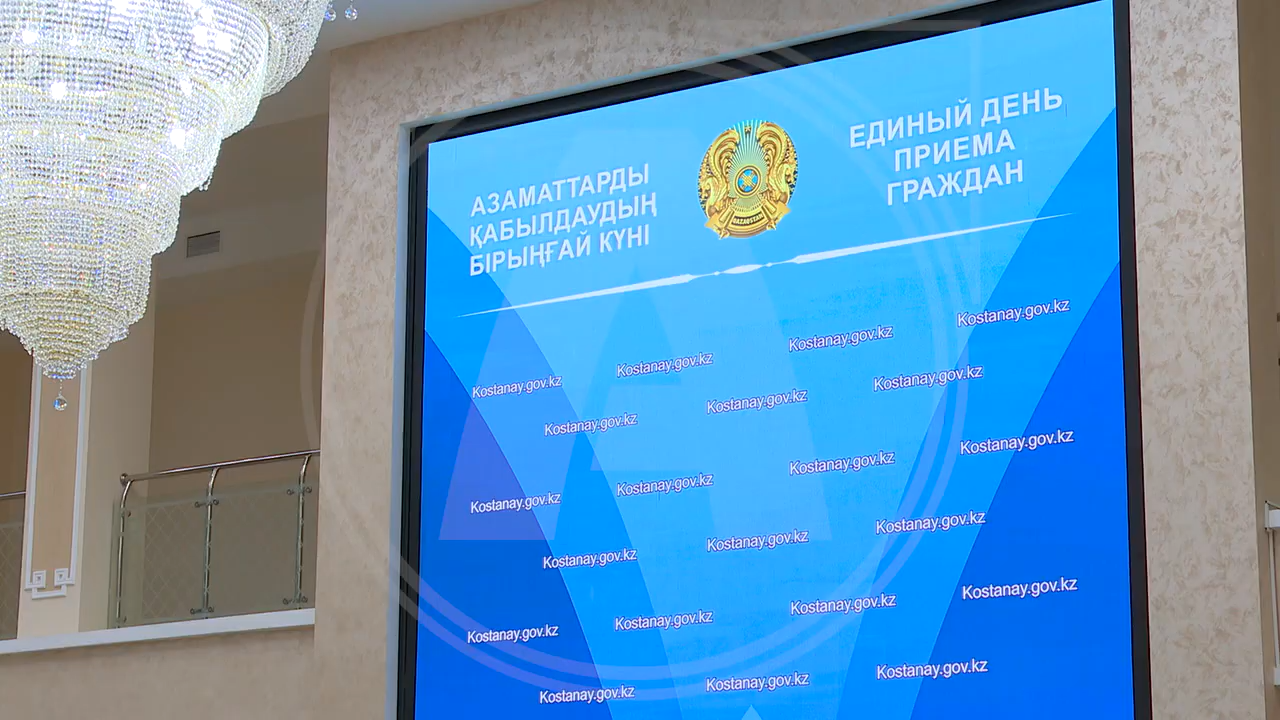 АЗАМАТТАРДЫ
ҚАБЫЛДАУДЫҢ
БІРЫҢҒАЙ КҮНІ
QAZAQSTAN
ЕДИНЫЙ ДЕНЬ
ПРИЕМА
ГРАЖДАН
Kostanay.gov.kz Kostanay.gov.kz Kostanay.gov.kz Kostanay.gov.kz
Kostanay.gov.kz Kostanay.gov.kz Kostanay.gov.kz
Kostanay.gov.kz Kostanay.gov.kz Kostanay.gov.kz Kostanay.gov.kz
Kostanay.gov.kz Kostanay.gov.kz Kostanay.gov.kz
Kostanay.gov.kz Kostanay.gov.kz Kostanay.gov.kz Kostanay.gov.kz
Kostanay.gov.kz Kostanay.gov.kz Kostanay.gov.kz